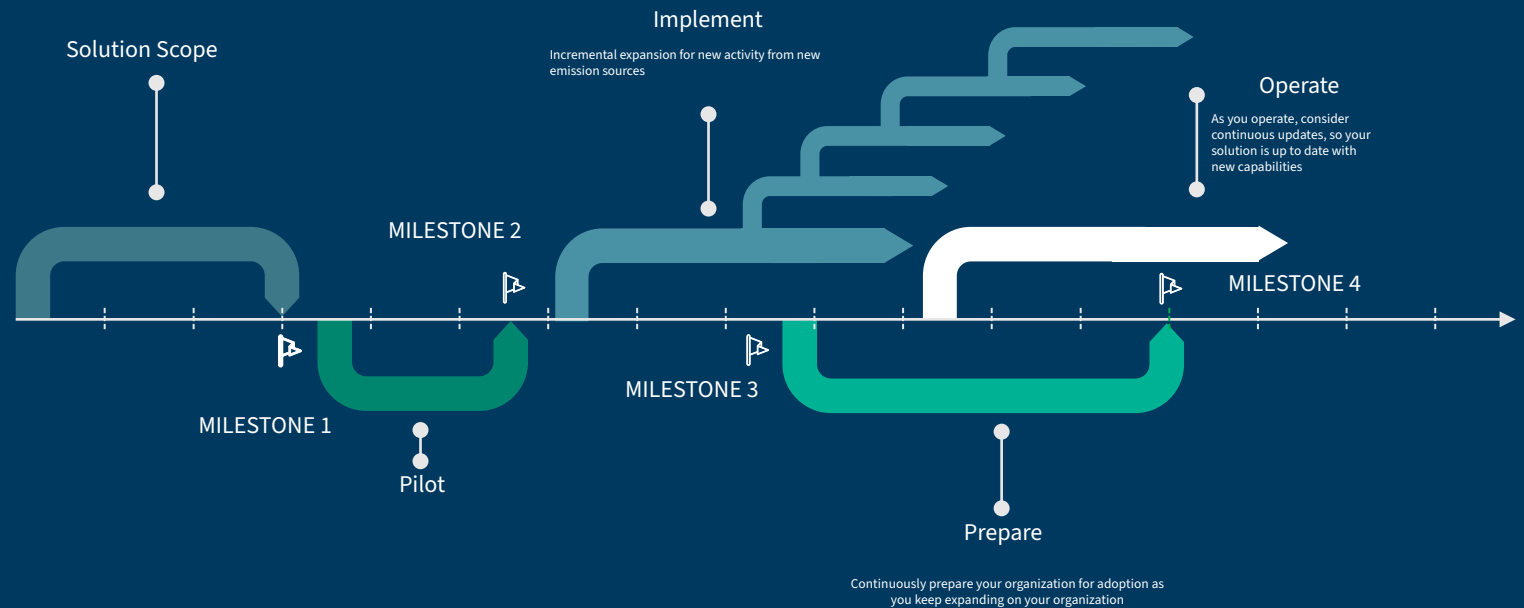 Solution Scope
Implement
Incremental expansion for new activity from new
emission sources
Operate
As you operate, consider
continuous updates, so your
solution is up to date with
new capabilities
MILESTONE 2
MILESTONE 4
MILESTONE 1
MILESTONE 3
Pilot
Prepare
Continuously prepare your organization for adoption as
you keep expanding on your organization